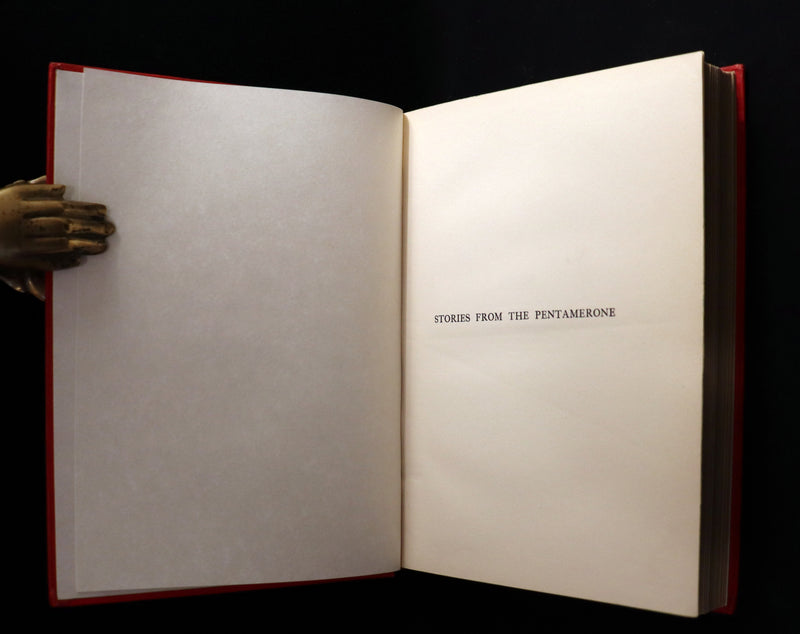 STORIES FROM THE PENTAMERONE